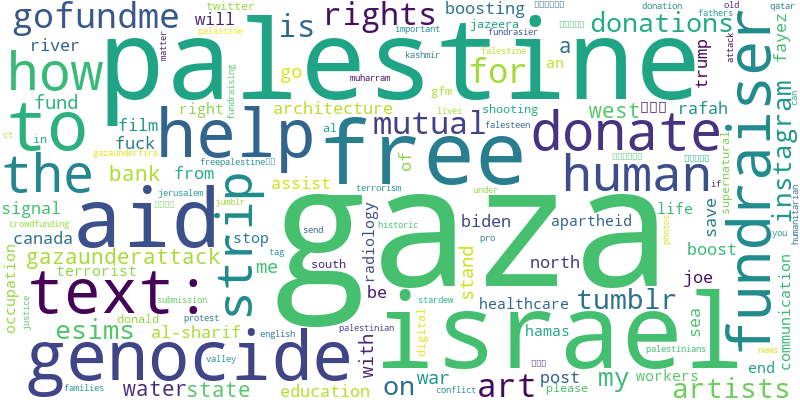 twitter
palastine
important
boosting
jazeera
fundrasier
donation
fathers
old
qatar
gofundme
will
rights
donations
river
is
a
an
fayez
how
palestine
matter
kashmir
for
trump
attack
fund
go
muharram
gfm
to
film
right
fundraising
architecture
lives
shooting
west
rafah
in
fuck
help
free
al
mutual
falestine
falesteen
donate
fundraiser
can
ct
gazaunderfire
freepalestine
of
the
bank
from
jerusalem
jumblr
assist
terrorism
under
human
if
supernatural
instagram
humanitarian
signal
aid
strip
gaza
life
save
you
crowdfunding
canada
stop
send
historic
radiology
biden
apartheid
photos
gazaunderattack
me
tag
pro
boost
occupation
terrorist
south
be
stand
north
joe
communication
text:
submission
stardew
healthcare
tumblr
sea
justice
donald
protest
hamas
esims
al-sharif
english
palestinian
digital
israel
palestinians
news
genocide
valley
with
war
post
my
workers
end
families
water
state
education
on
conflict
art
please
artists